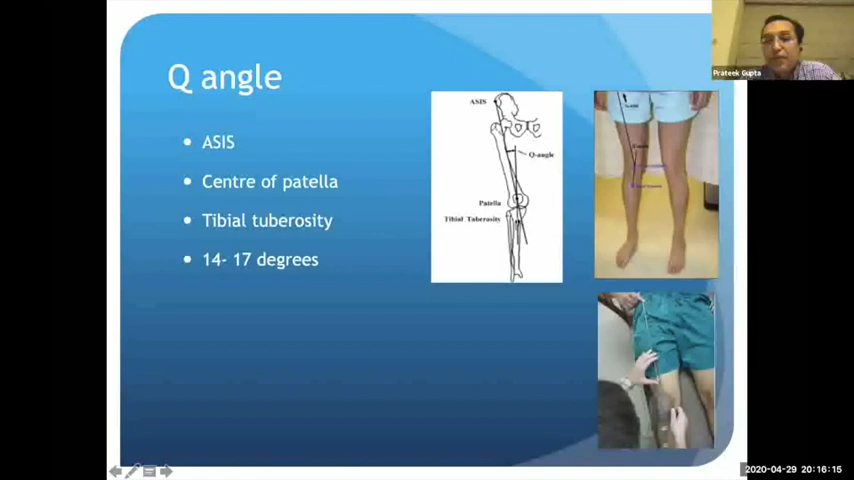 Prateek Gupta
Q angle
ASIS
Centre of patella
Tibial tuberosity
14- 17 degrees
ASIS
Q-angle
Patella
Tibial Tuberosity
2020-04-29 20:16:15